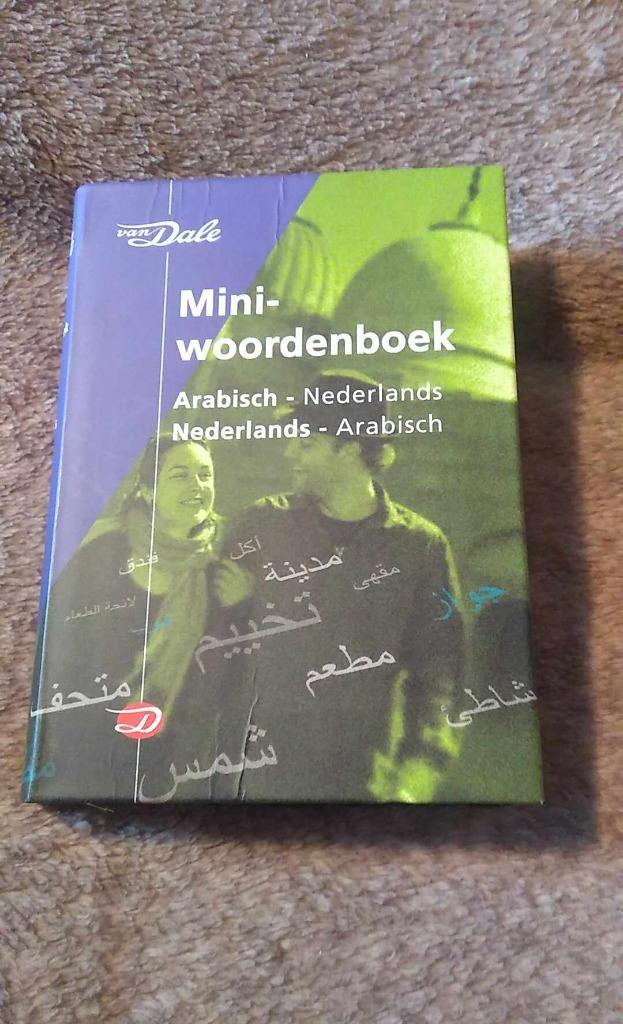 van Dale
Mini-
woordenboek
Arabisch - Nederlands
Nederlands - Arabisch
أكل
فندق
مدينة
مقهى
جواز
لائحة الطعام
تخييم
مطعم
متحف
شاطئ
D
شمس